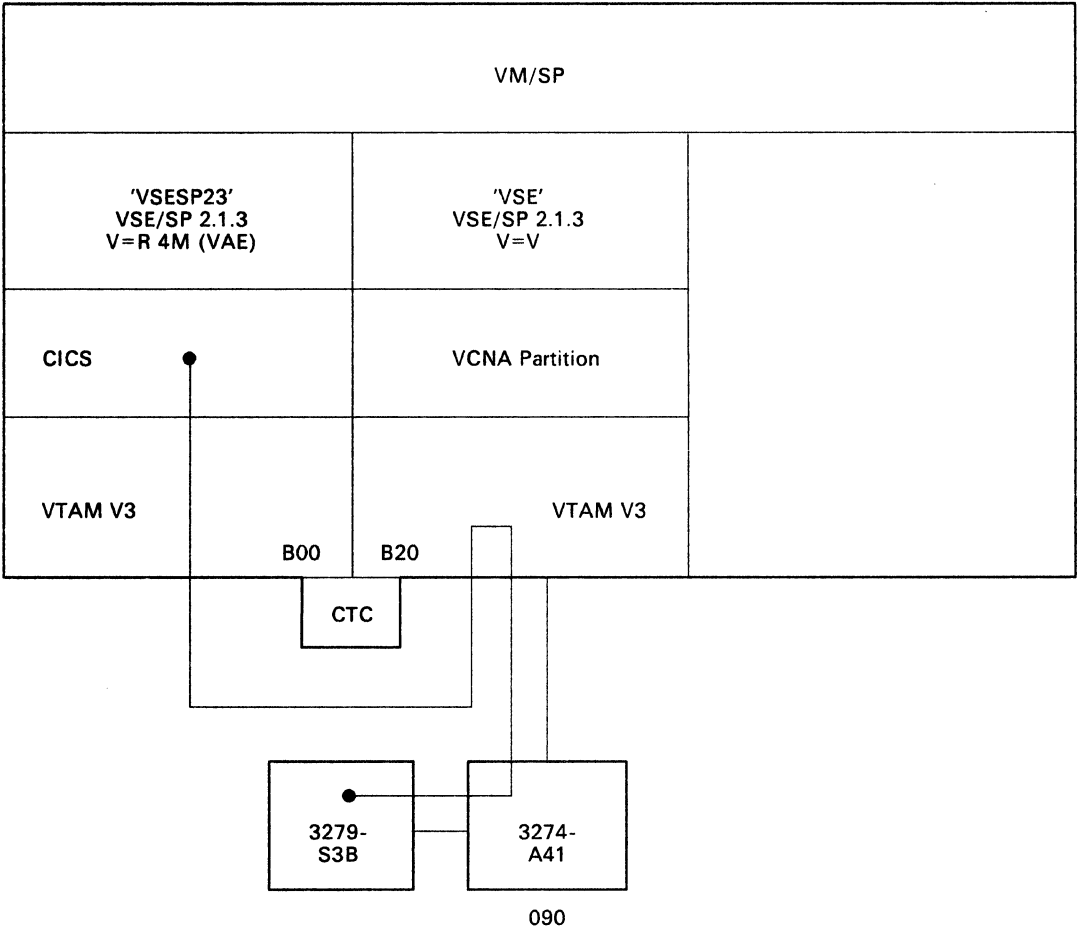 VM/SP
'VSESP23'
VSE/SP 2.1.3
V=R 4M (VAE)
'VSE'
VSE/SP 2.1.3
V=V
CICS
VCNA Partition
VTAM V3
VTAM V3
B00
B20
CTC
3279-
S3B
3274-
A41
090